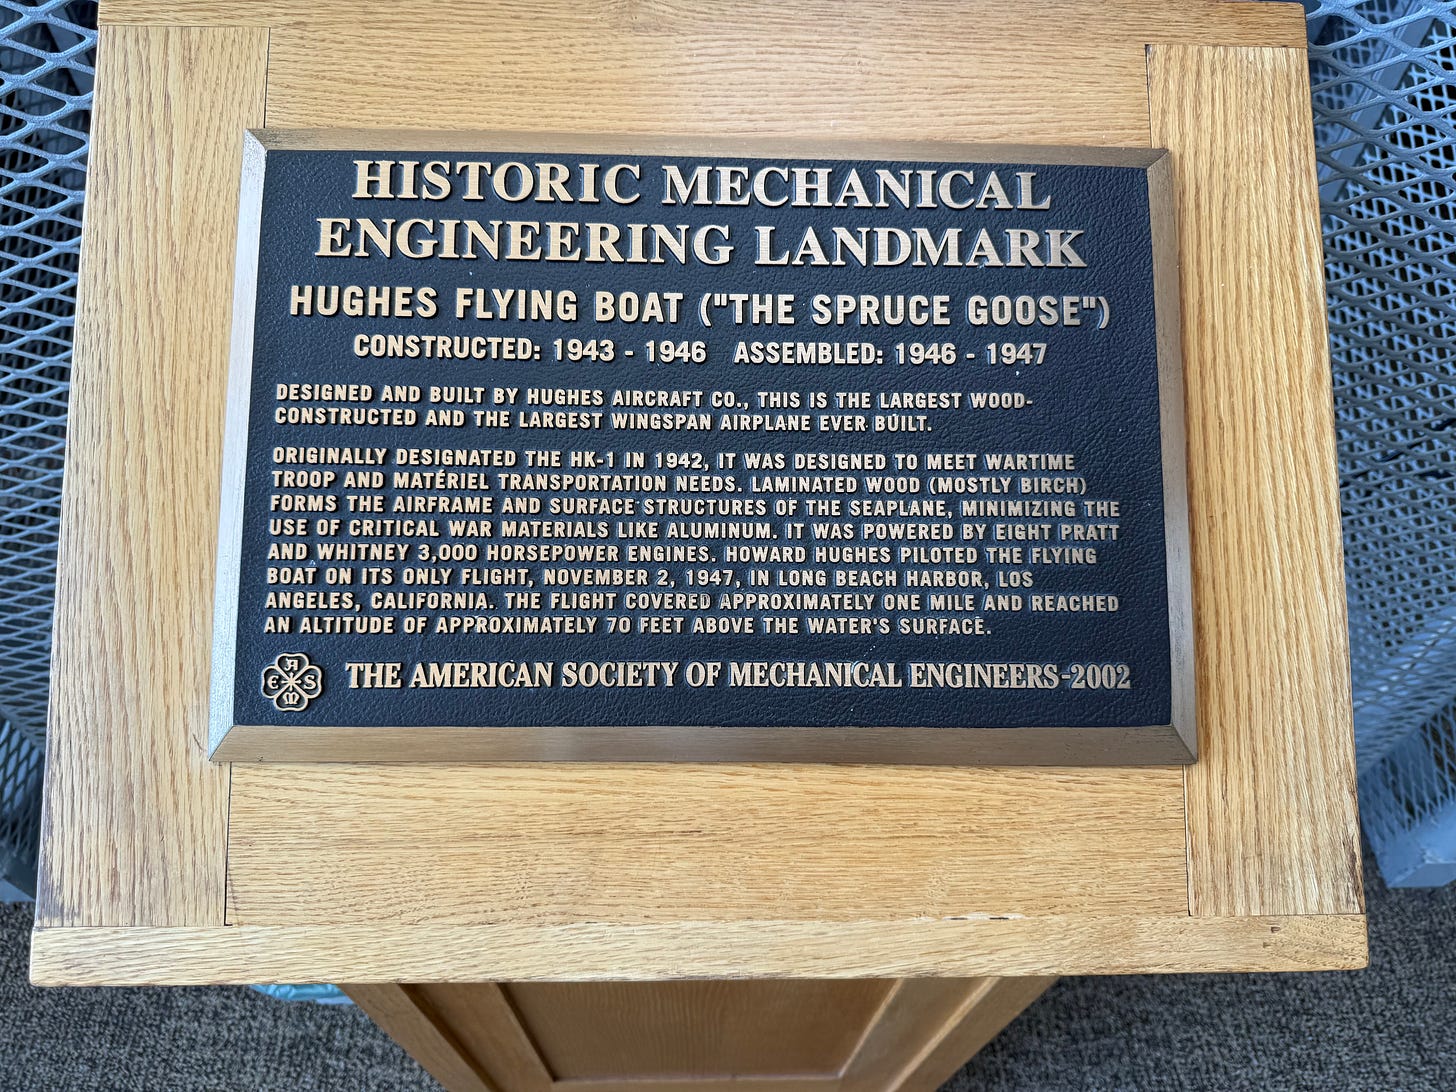 HISTORIC MECHANICAL
ENGINEERING LANDMARK
HUGHES FLYING BOAT ("THE SPRUCE GOOSE")
CONSTRUCTED: 1943 - 1946 ASSEMBLED: 1946 - 1947
DESIGNED AND BUILT BY HUGHES AIRCRAFT CO., THIS IS THE LARGEST WOOD-
CONSTRUCTED AND THE LARGEST WINGSPAN AIRPLANE EVER BUILT.
ORIGINALLY DESIGNATED THE HK-1 IN 1942, IT WAS DESIGNED TO MEET WARTIME
TROOP AND MATÉRIEL TRANSPORTATION NEEDS. LAMINATED WOOD (MOSTLY BIRCH)
FORMS THE AIRFRAME AND SURFACE STRUCTURES OF THE SEAPLANE, MINIMIZING THE
USE OF CRITICAL WAR MATERIALS LIKE ALUMINUM. IT WAS POWERED BY EIGHT PRATT
AND WHITNEY 3,000 HORSEPOWER ENGINES. HOWARD HUGHES PILOTED THE FLYING
BOAT ON ITS ONLY FLIGHT, NOVEMBER 2, 1947, IN LONG BEACH HARBOR, LOS
ANGELES, CALIFORNIA. THE FLIGHT COVERED APPROXIMATELY ONE MILE AND REACHED
AN ALTITUDE OF APPROXIMATELY 70 FEET ABOVE THE WATER'S SURFACE.
A S M E THE AMERICAN SOCIETY OF MECHANICAL ENGINEERS-2002